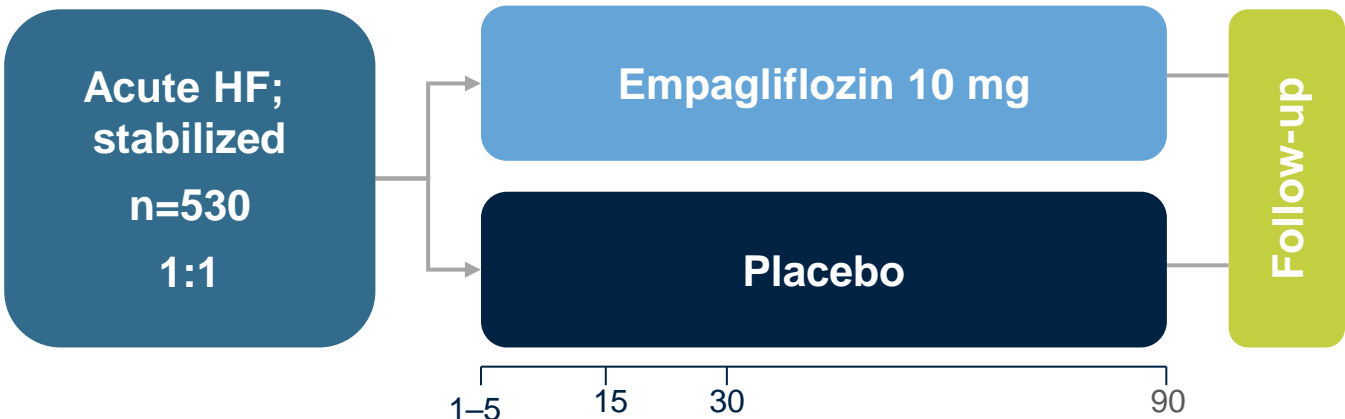 Acute HF;
stabilized
n=530
1:1
Empagliflozin 10 mg
Placebo
Follow-up
1–5
15
30
90